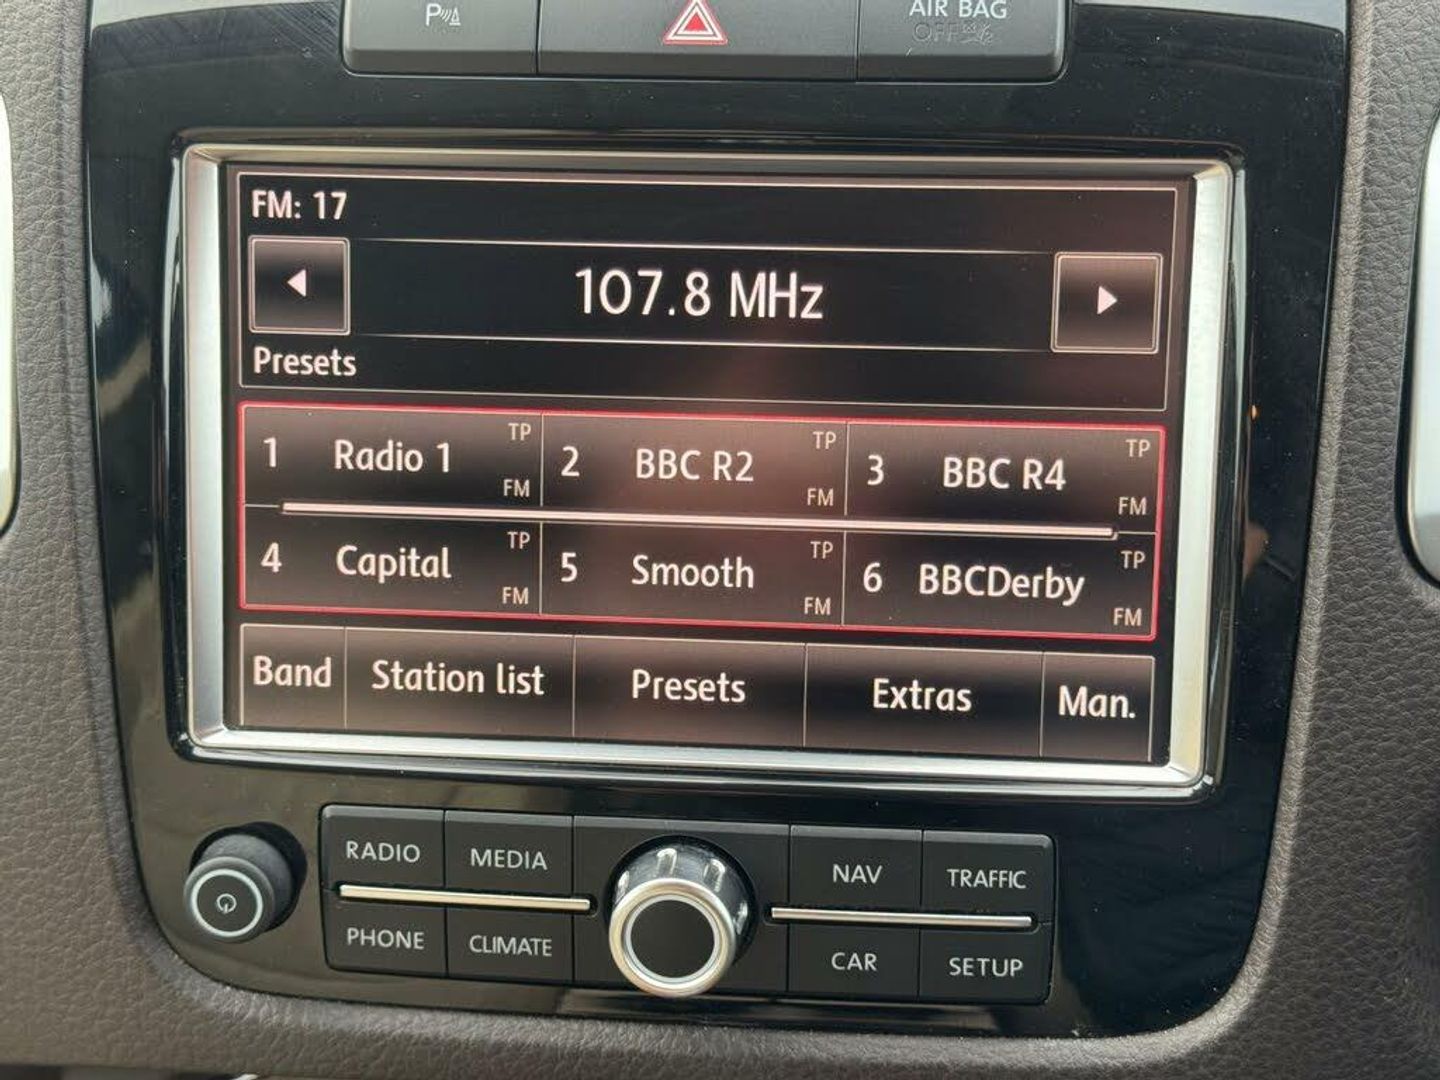 P
AIR BAG
OFF
FM: 17
107.8 MHz
Presets
1 Radio 1 TP FM
2 BBC R2 TP FM
3 BBC R4 TP FM
4 Capital TP FM
5 Smooth TP FM
6 BBCDerby TP FM
Band Station list Presets Extras Man.
RADIO MEDIA NAV TRAFFIC
PHONE CLIMATE CAR SETUP